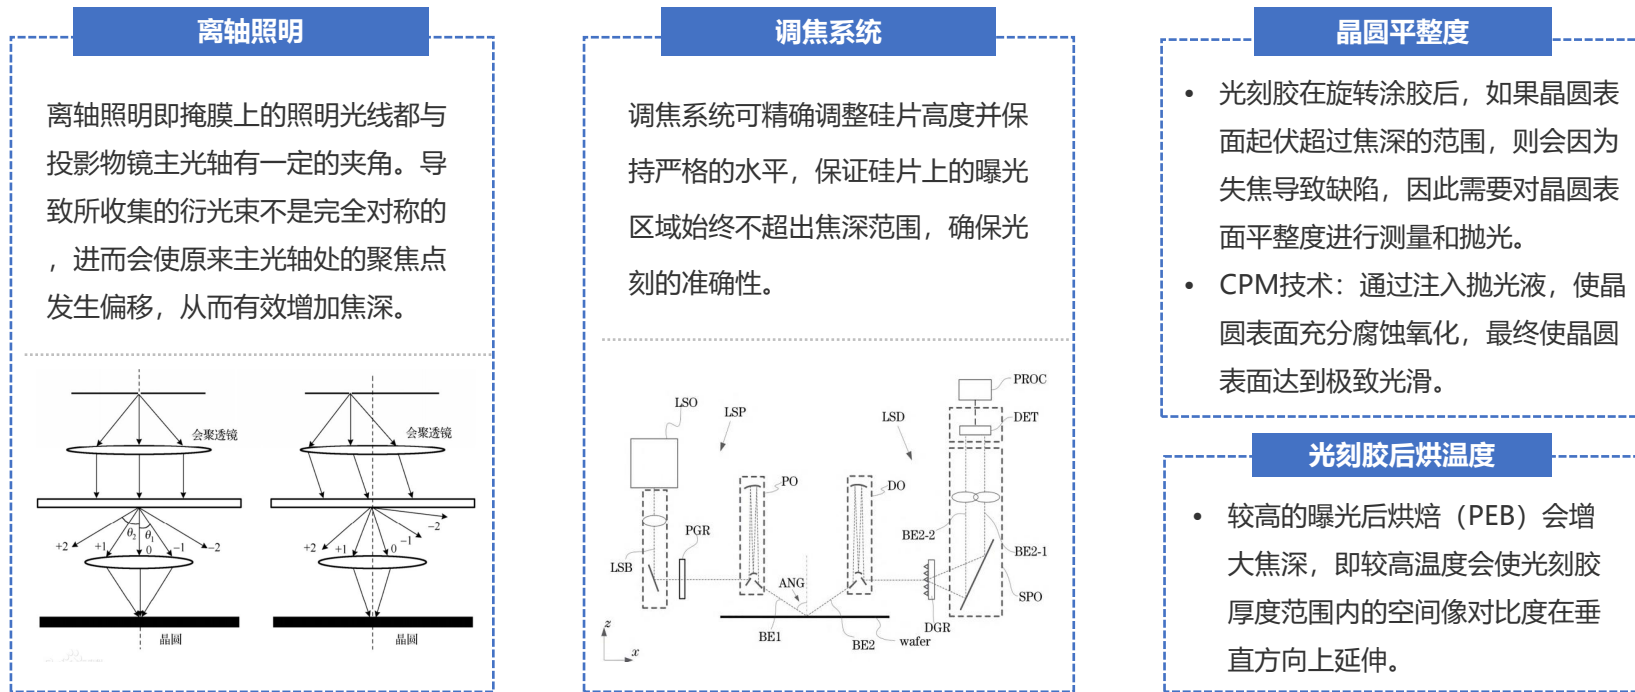 离轴照明
离轴照明即掩膜上的照明光线都与
投影物镜主光轴有一定的夹角。导
致所收集的衍光束不是完全对称的
，进而会使原来主光轴处的聚焦点
发生偏移，从而有效增加焦深。
会聚透镜
+2
+1
θ2
θ1
0
−1
−2
晶圆
会聚透镜
+2
+1
0
−1
−2
晶圆
调焦系统
调焦系统可精确调整硅片高度并保
持严格的水平，保证硅片上的曝光
区域始终不超出焦深范围，确保光
刻的准确性。
LSO
LSP
LSD
PROC
DET
PO
DO
PGR
LSB
ANG
BE2-2
BE2-1
SPO
DGR
BE1
BE2
wafer
z
x
晶圆平整度
• 光刻胶在旋转涂胶后，如果晶圆表
面起伏超过焦深的范围，则会因为
失焦导致缺陷，因此需要对晶圆表
面平整度进行测量和抛光。
• CPM技术：通过注入抛光液，使晶
圆表面充分腐蚀氧化，最终使晶圆
表面达到极致光滑。
光刻胶后烘温度
• 较高的曝光后烘焙（PEB）会增
大焦深，即较高温度会使光刻胶
厚度范围内的空间像对比度在垂
直方向上延伸。